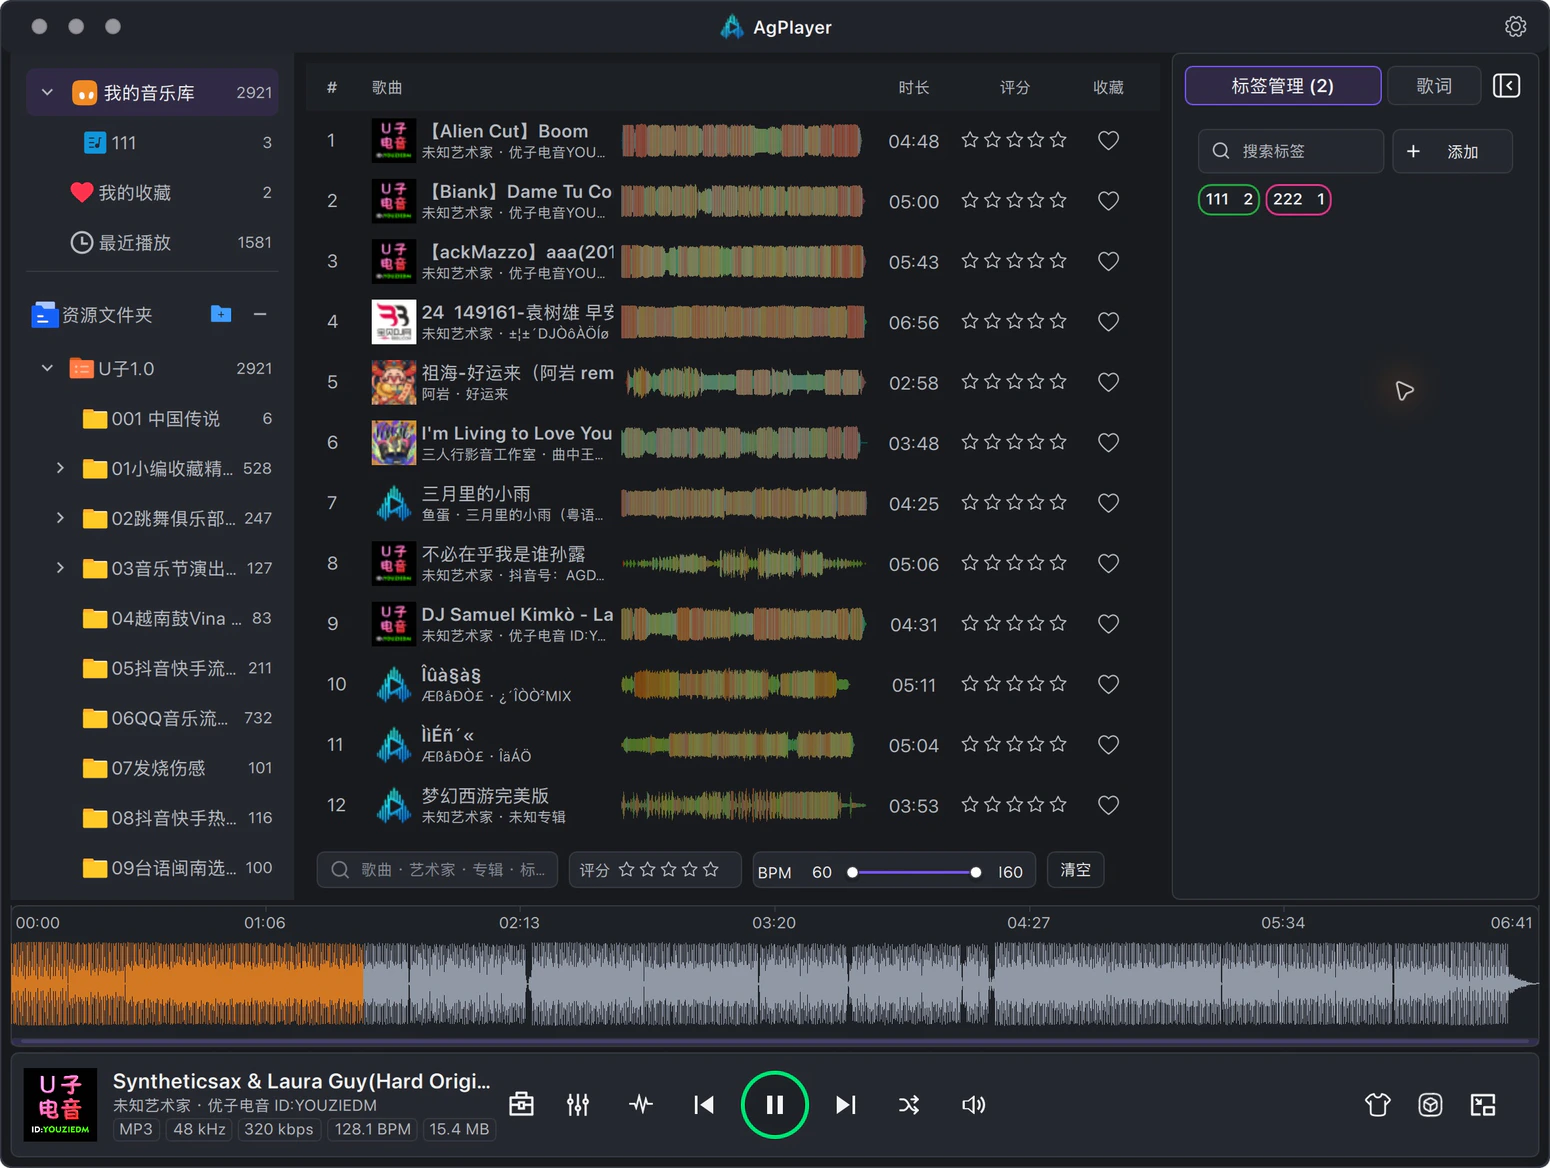 AgPlayer
我的音乐库 2921
111 3
我的收藏 2
最近播放 1581
资源文件夹
U子1.0 2921
001 中国传说 6
01小编收藏精... 528
02跳舞俱乐部... 247
03音乐节演出... 127
04越南鼓Vina ... 83
05抖音快手流... 211
06QQ音乐流... 732
07发烧伤感 101
08抖音快手热... 116
09台语闽南选... 100
# 歌曲 时长 评分 收藏
1 【Alien Cut】Boom 04:48
未知艺术家 · 优子电音YOU...
2 【Biank】Dame Tu Co 05:00
未知艺术家 · 优子电音YOU...
3 【ackMazzo】aaa(201 05:43
未知艺术家 · 优子电音YOU...
4 24 149161-袁树雄 早安 06:56
未知艺术家 · ±¦±´DJÒôÀÖÍø
5 祖海-好运来（阿岩 rem 02:58
阿岩 · 好运来
6 I'm Living to Love You 03:48
三人行影音工作室 · 曲中王...
7 三月里的小雨 04:25
鱼蛋 · 三月里的小雨（粤语...
8 不必在乎我是谁孙露 05:06
未知艺术家 · 抖音号：AGD...
9 DJ Samuel Kimkò - La 04:31
未知艺术家 · 优子电音 ID:Y...
10 Îûà§à§ 05:11
ÆßåÐÒ£ · ¿´ÎÒÒ²MIX
11 ÌìÉñ´« 05:04
ÆßåÐÒ£ · ÎäÁÖ
12 梦幻西游完美版 03:53
未知艺术家 · 未知专辑
歌曲 · 艺术家 · 专辑 · 标...
评分
BPM 60 160
清空
标签管理 (2)
歌词
搜索标签
+ 添加
111 2
222 1
00:00 01:06 02:13 03:20 04:27 05:34 06:41
U子
电音
ID:YOUZIEDM
Syntheticsax & Laura Guy(Hard Origi...
未知艺术家 · 优子电音 ID:YOUZIEDM
MP3 48 kHz 320 kbps 128.1 BPM 15.4 MB